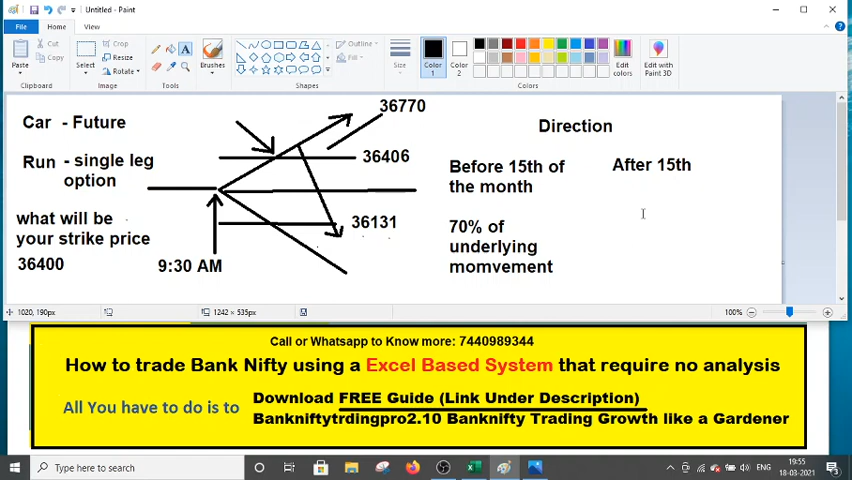 Untitled - Paint
File
Home
View
Cut
Copy
Paste
Clipboard
Crop
Resize
Rotate
Select
Image
Tools
Brushes
Outline
Fill
Shapes
Size
Color 1
Color 2
Colors
Edit colors
Edit with Paint 3D
Car - Future
Run - single leg option
what will be your strike price
36400
9:30 AM
36770
36406
36131
Direction
Before 15th of the month
After 15th
70% of underlying momvement
1020, 190px
1242 × 535px
100%
Call or Whatsapp to Know more: 7440989344
How to trade Bank Nifty using a Excel Based System that require no analysis
All You have to do is to
Download FREE Guide (Link Under Description)
Bankniftytrdingpro2.10 Banknifty Trading Growth like a Gardener
Type here to search
ENG
19:55
18-03-2021